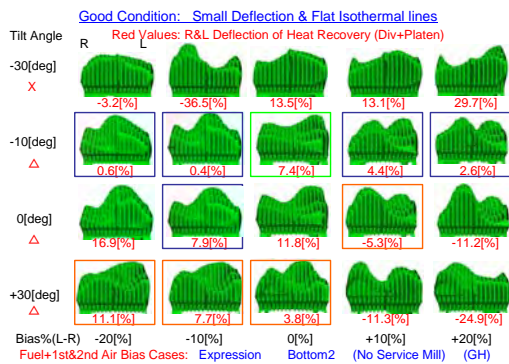 Good Condition: Small Deflection & Flat Isothermal lines
Tilt Angle
Red Values: R&L Deflection of Heat Recovery (Div+Platen)
R L
-30[deg]
X
-3.2[%] -36.5[%] 13.5[%] 13.1[%] 29.7[%]
-10[deg]
△
0.6[%] 0.4[%] 7.4[%] 4.4[%] 2.6[%]
0[deg]
△
16.9[%] 7.9[%] 11.8[%] -5.3[%] -11.2[%]
+30[deg]
△
11.1[%] 7.7[%] 3.8[%] -11.3[%] -24.9[%]
Bias%(L-R) -20[%] -10[%] 0[%] +10[%] +20[%]
Fuel+1st&2nd Air Bias Cases: Expression Bottom2 (No Service Mill) (GH)